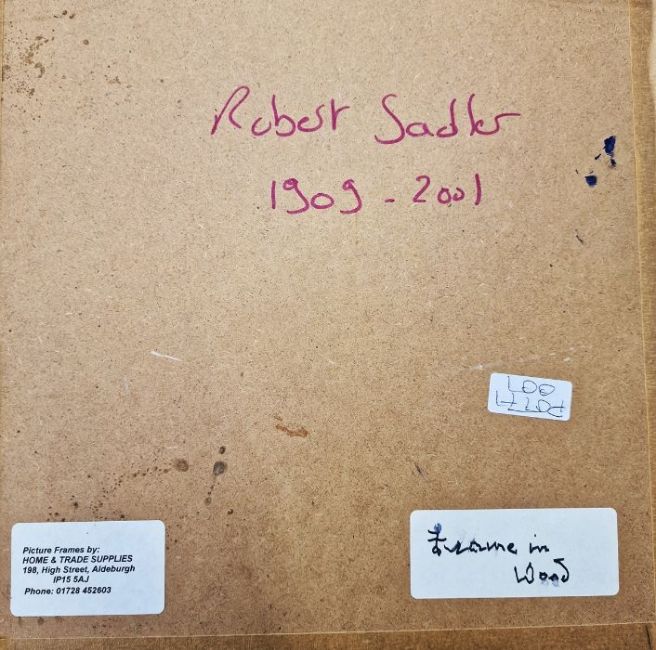 Robert Sadler
1909 - 2001
Picture Frames by:
HOME & TRADE SUPPLIES
198, High Street, Aldeburgh
IP15 5AJ
Phone: 01728 452603
in
Wood